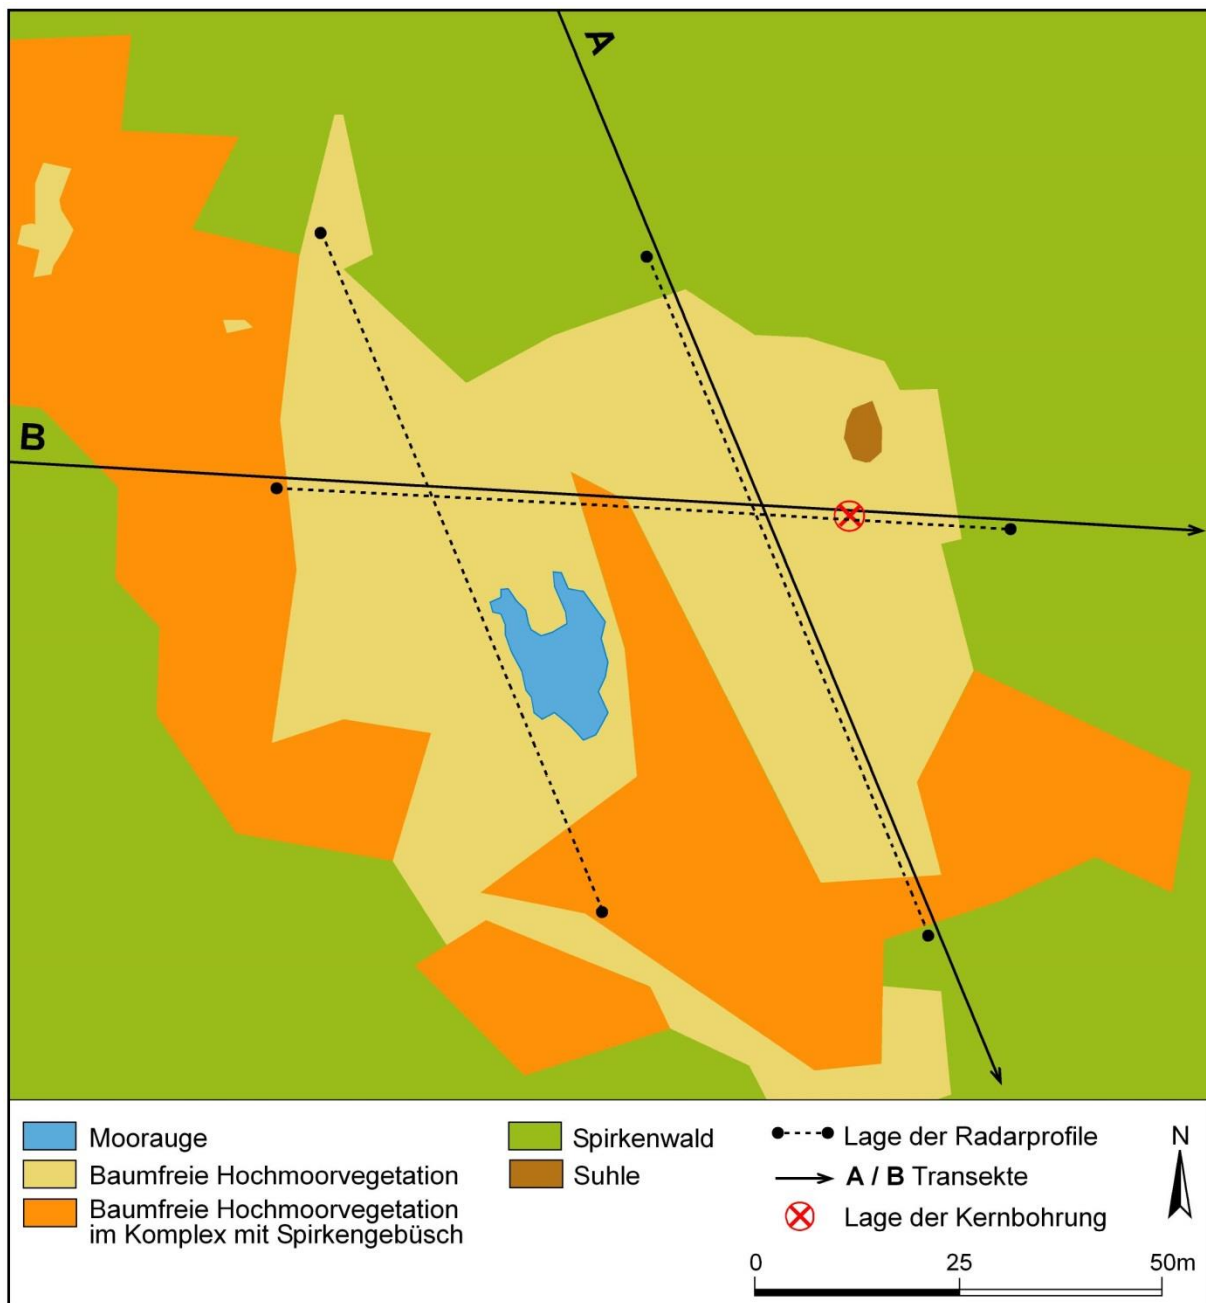 A
B
Moorauge
Baumfreie Hochmoorvegetation
Baumfreie Hochmoorvegetation
im Komplex mit Spirkengebüsch
Spirkenwald
Suhle
Lage der Radarprofile
A / B Transekte
Lage der Kernbohrung
N
0 25 50m